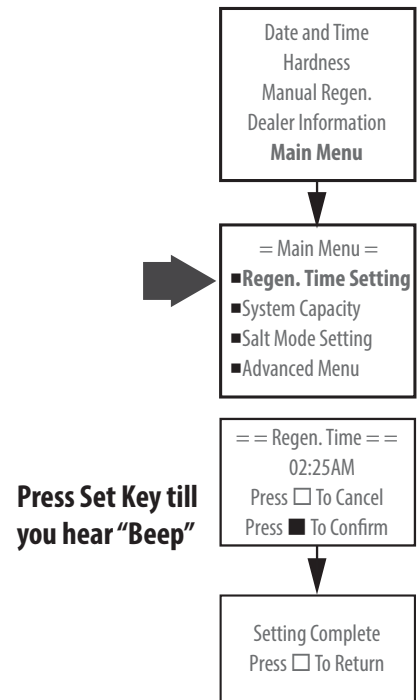 Date and Time
Hardness
Manual Regen.
Dealer Information
Main Menu
= Main Menu =
■Regen. Time Setting
■System Capacity
■Salt Mode Setting
■Advanced Menu
Press Set Key till
you hear “Beep”
= = Regen. Time = =
02:25AM
Press □ To Cancel
Press ■ To Confirm
Setting Complete
Press □ To Return